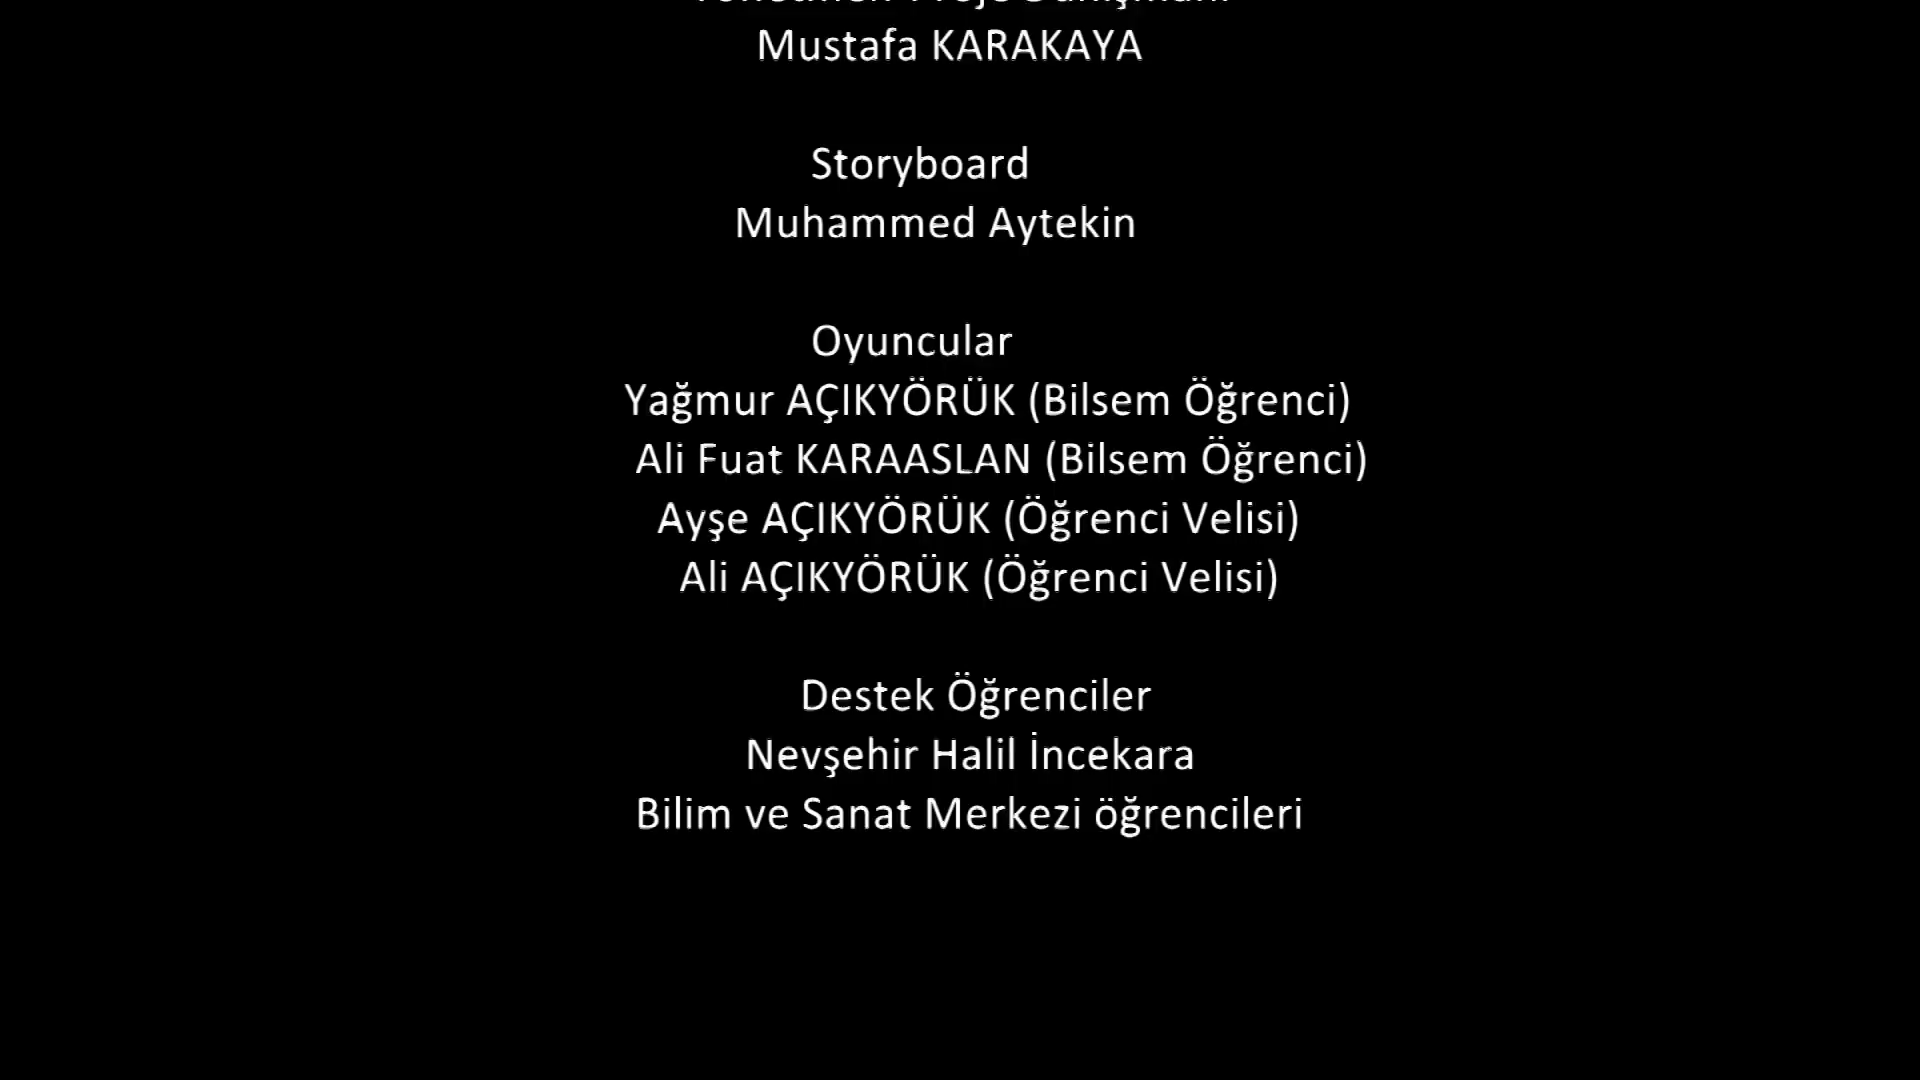 Mustafa KARAKAYA
Storyboard
Muhammed Aytekin
Oyuncular
Yağmur AÇIKYÖRÜK (Bilsem Öğrenci)
Ali Fuat KARAASLAN (Bilsem Öğrenci)
Ayşe AÇIKYÖRÜK (Öğrenci Velisi)
Ali AÇIKYÖRÜK (Öğrenci Velisi)
Destek Öğrenciler
Nevşehir Halil İncekara
Bilim ve Sanat Merkezi öğrencileri